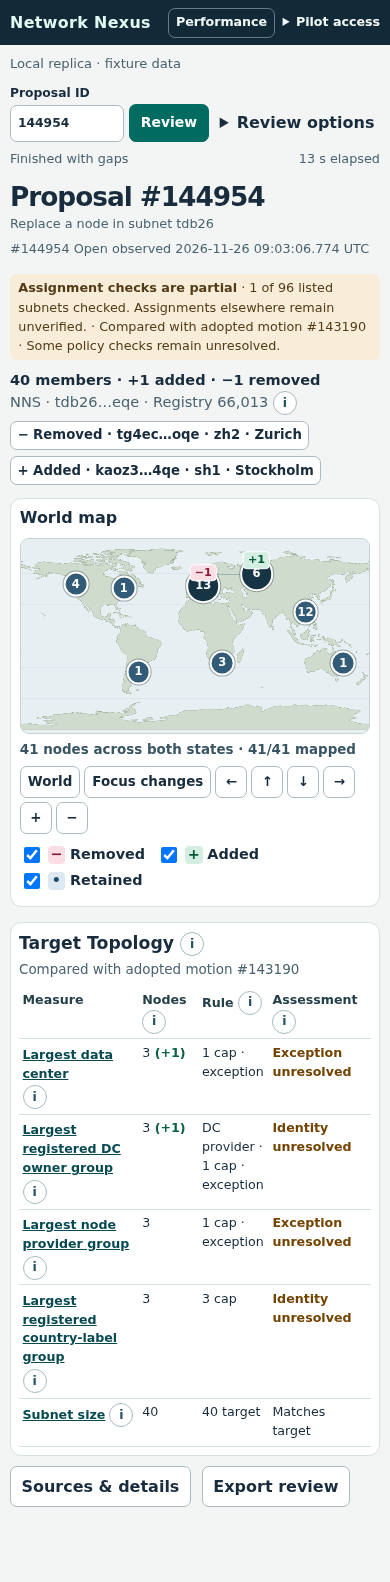 Network Nexus Performance ▶ Pilot access
Local replica · fixture data
Proposal ID
144954 Review ▶ Review options
Finished with gaps 13 s elapsed
Proposal #144954
Replace a node in subnet tdb26
#144954 Open observed 2026-11-26 09:03:06.774 UTC
Assignment checks are partial · 1 of 96 listed
subnets checked. Assignments elsewhere remain
unverified. · Compared with adopted motion #143190
· Some policy checks remain unresolved.
40 members · +1 added · −1 removed
NNS · tdb26…eqe · Registry 66,013 i
− Removed · tg4ec…oqe · zh2 · Zurich
+ Added · kaoz3…4qe · sh1 · Stockholm
World map
−1 +1
4 1 13 6
12
1 3 1
41 nodes across both states · 41/41 mapped
World Focus changes ← ↑ ↓ →
+ −
− Removed + Added
• Retained
Target Topology i
Compared with adopted motion #143190
Measure Nodes i Rule i Assessment i
Largest data
center i
3 (+1)
1 cap ·
exception
Exception
unresolved
Largest
registered DC
owner group i
3 (+1)
DC
provider ·
1 cap ·
exception
Identity
unresolved
Largest node
provider group i
3
1 cap ·
exception
Exception
unresolved
Largest
registered
country-label
group i
3
3 cap
Identity
unresolved
Subnet size i
40
40 target
Matches
target
Sources & details Export review